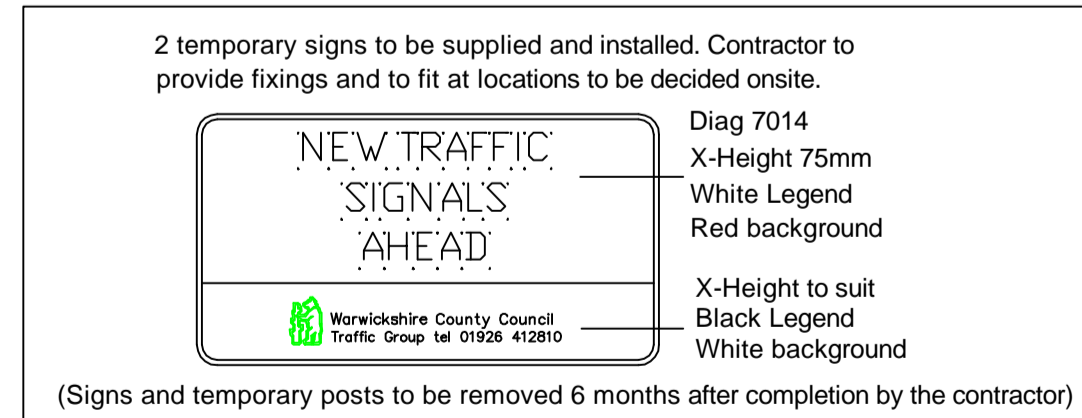 2 temporary signs to be supplied and installed. Contractor to
provide fixings and to fit at locations to be decided onsite.
NEW TRAFFIC
SIGNALS
AHEAD
Diag 7014
X-Height 75mm
White Legend
Red background
Warwickshire County Council
Traffic Group tel 01926 412810
X-Height to suit
Black Legend
White background
(Signs and temporary posts to be removed 6 months after completion by the contractor)